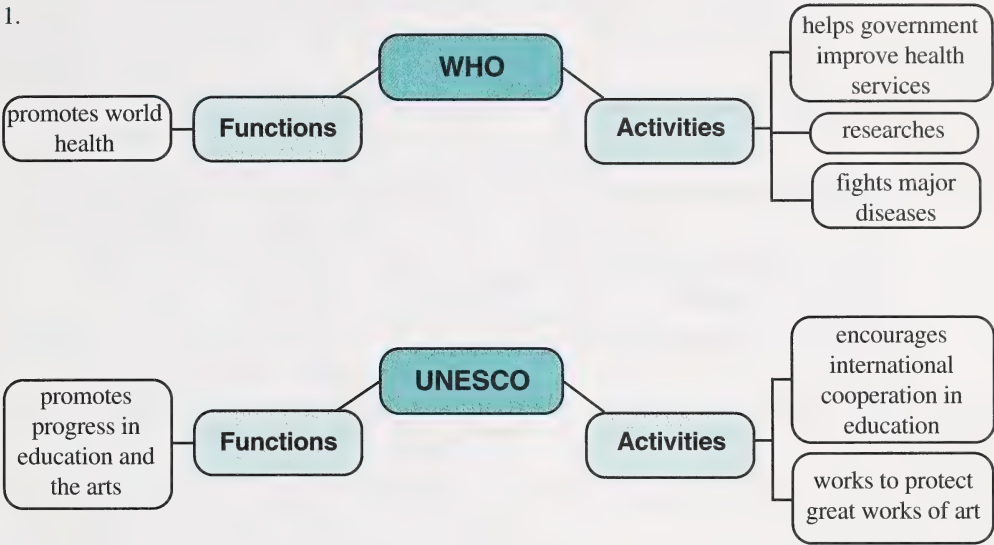 1.
WHO
promotes world
health
Functions
Activities
helps government
improve health
services
researches
fights major
diseases
UNESCO
promotes
progress in
education and
the arts
Functions
Activities
encourages
international
cooperation in
education
works to protect
great works of art